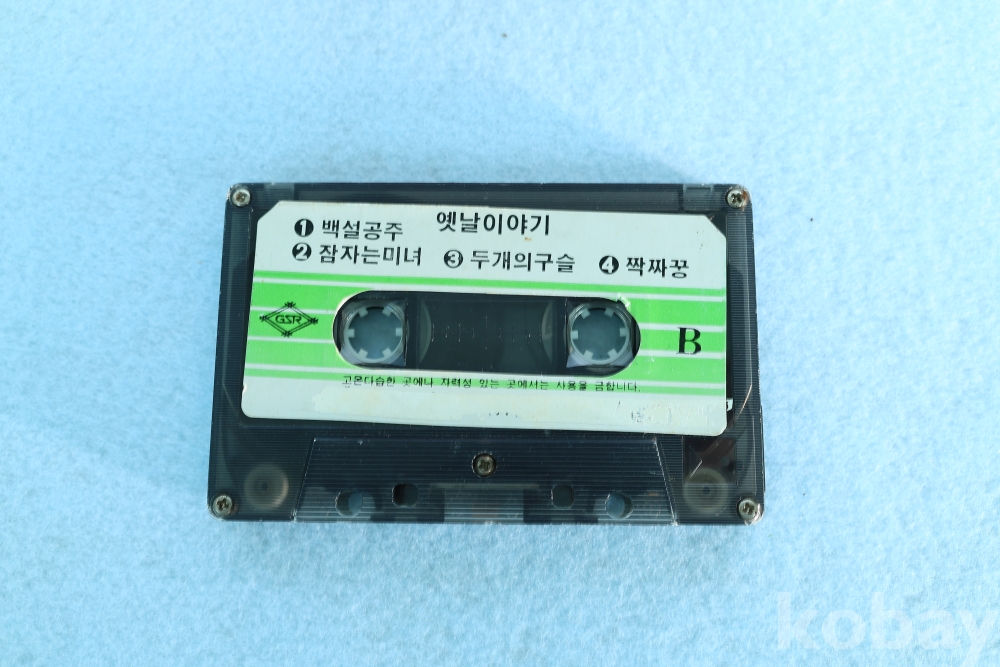 옛날이야기
❶ 백설공주
❷ 잠자는미녀 ❸ 두개의구슬 ❹ 짝짜꿍
GSR
B
고온다습한 곳에나 자력성 있는 곳에서는 사용을 금합니다.
kobay